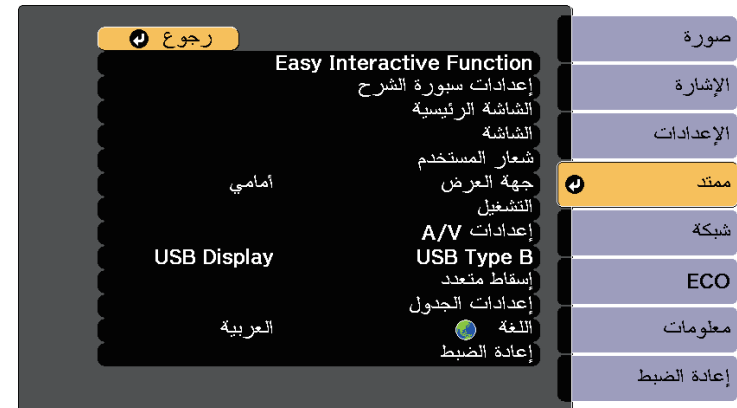 صورة
الإشارة
الإعدادات
ممتد
شبكة
ECO
معلومات
إعادة الضبط
رجوع
Easy Interactive Function
إعدادات سبورة الشرح
الشاشة الرئيسية
الشاشة
شعار المستخدم
جهة العرض أمامي
التشغيل
إعدادات A/V
USB Type B USB Display
إسقاط متعدد
إعدادات الجدول
اللغة العربية
إعادة الضبط